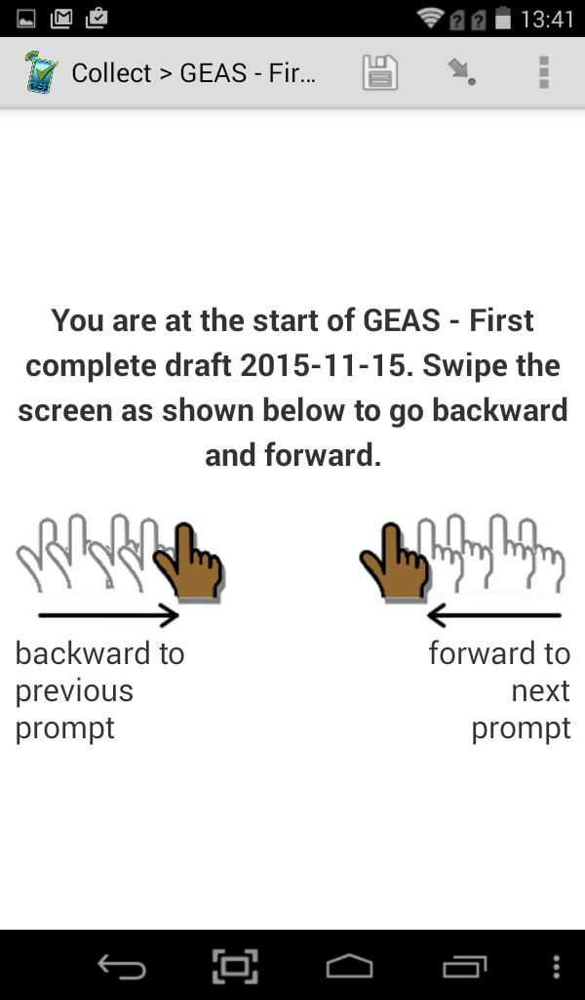 13:41
Collect > GEAS - Fir...
You are at the start of GEAS - First
complete draft 2015-11-15. Swipe the
screen as shown below to go backward
and forward.
backward to
previous
prompt
forward to
next
prompt